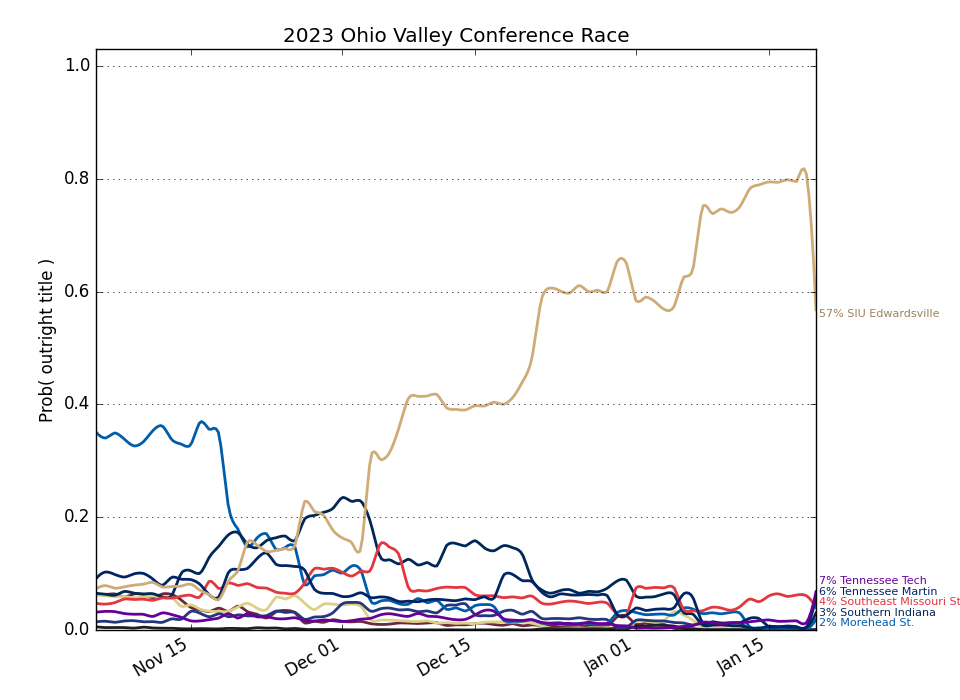 2023 Ohio Valley Conference Race
1.0
0.8
0.6
0.4
0.2
0.0
Prob( outright title )
57% SIU Edwardsville
7% Tennessee Tech
6% Tennessee Martin
4% Southeast Missouri St
3% Southern Indiana
2% Morehead St.
Nov 15
Dec 01
Dec 15
Jan 01
Jan 15